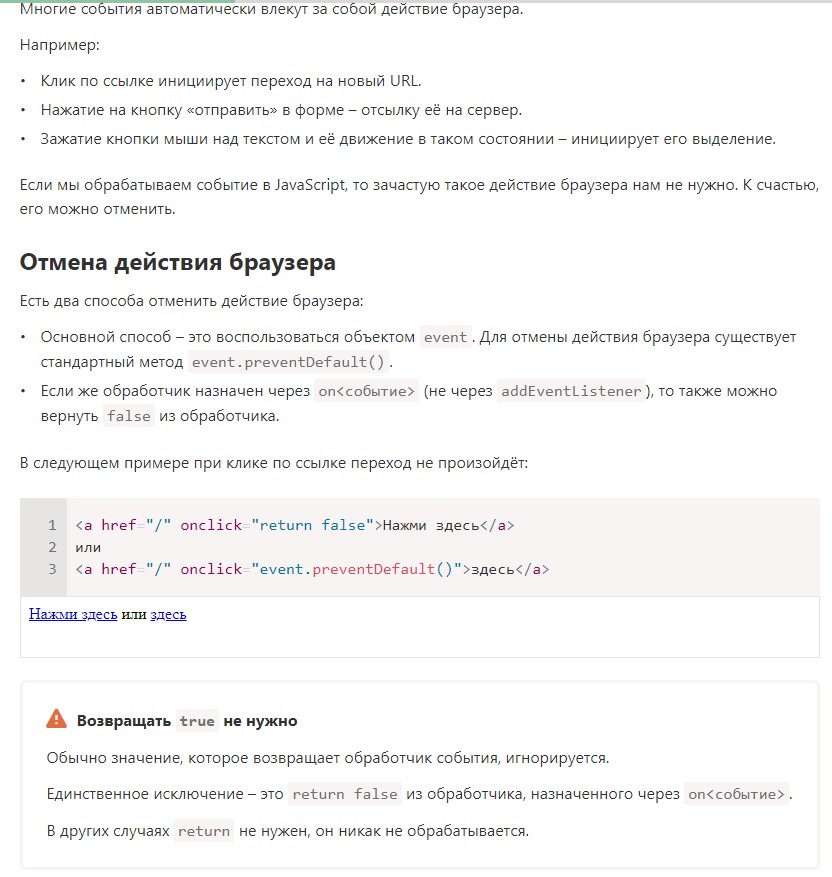 Многие события автоматически влекут за собой действие браузера.
Например:
• Клик по ссылке инициирует переход на новый URL.
• Нажатие на кнопку «отправить» в форме – отсылку её на сервер.
• Зажатие кнопки мыши над текстом и её движение в таком состоянии – инициирует его выделение.
Если мы обрабатываем событие в JavaScript, то зачастую такое действие браузера нам не нужно. К счастью,
его можно отменить.
Отмена действия браузера
Есть два способа отменить действие браузера:
• Основной способ – это воспользоваться объектом event. Для отмены действия браузера существует
стандартный метод event.preventDefault().
• Если же обработчик назначен через on<событие> (не через addEventListener), то также можно
вернуть false из обработчика.
В следующем примере при клике по ссылке переход не произойдёт:
1 <a href="/" onclick="return false">Нажми здесь</a>
2 или
3 <a href="/" onclick="event.preventDefault()">здесь</a>
Нажми здесь или здесь
Возвращать true не нужно
Обычно значение, которое возвращает обработчик события, игнорируется.
Единственное исключение – это return false из обработчика, назначенного через on<событие>.
В других случаях return не нужен, он никак не обрабатывается.